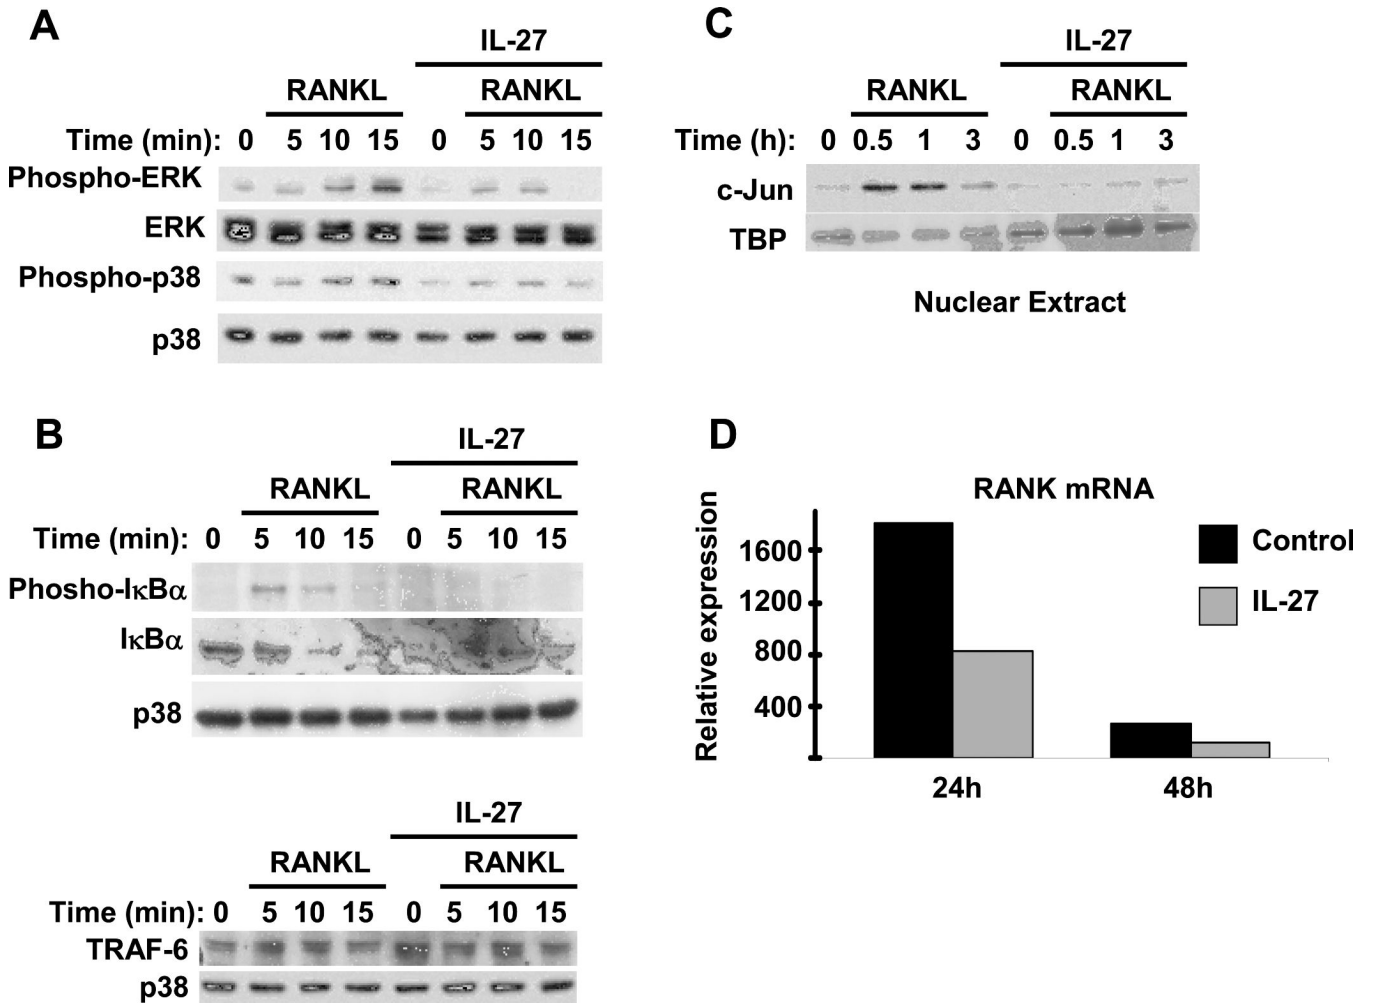 A
IL-27
RANKL RANKL
Time (min): 0 5 10 15 0 5 10 15
Phospho-ERK
ERK
Phospho-p38
p38
B
IL-27
RANKL RANKL
Time (min): 0 5 10 15 0 5 10 15
Phosho-IκBα
IκBα
p38
IL-27
RANKL RANKL
Time (min): 0 5 10 15 0 5 10 15
TRAF-6
p38
C
IL-27
RANKL RANKL
Time (h): 0 0.5 1 3 0 0.5 1 3
c-Jun
TBP
Nuclear Extract
D
RANK mRNA
Relative expression
1600
1200
800
400
24h 48h
Control
IL-27